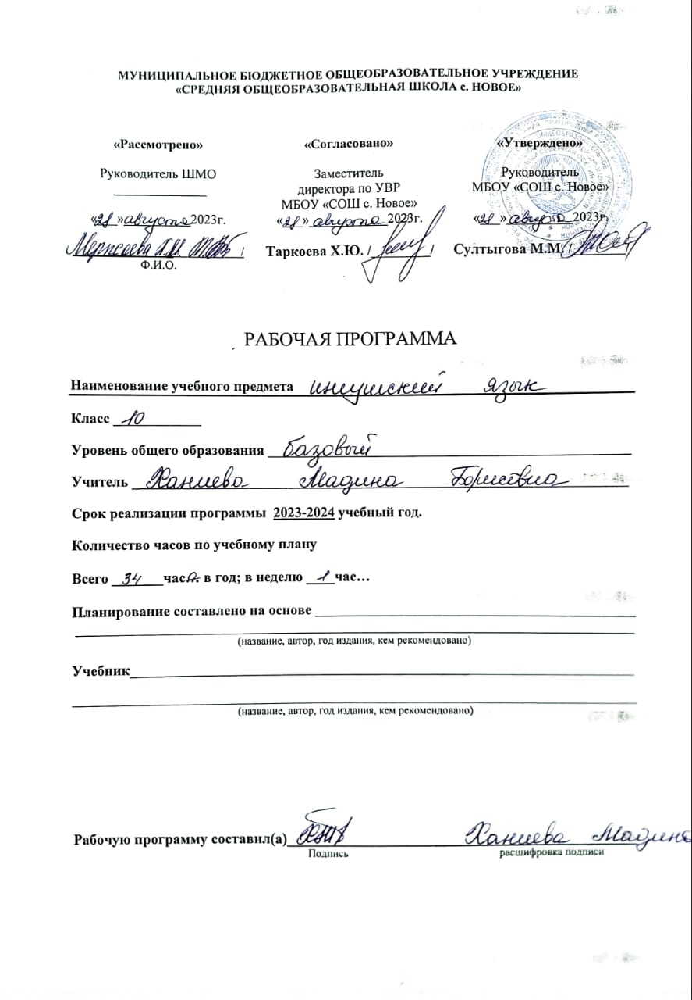 МУНИЦИПАЛЬНОЕ БЮДЖЕТНОЕ ОБЩЕОБРАЗОВАТЕЛЬНОЕ УЧРЕЖДЕНИЕ
«СРЕДНЯЯ ОБЩЕОБРАЗОВАТЕЛЬНАЯ ШКОЛА с. НОВОЕ»
«Рассмотрено»
Руководитель ШМО
«28» августа 2023г.
Ф.И.О.
«Согласовано»
Заместитель
директора по УВР
МБОУ «СОШ с. Новое»
«28» августа 2023г.
Таркоева Х.Ю. / /
«Утверждено»
Руководитель
МБОУ «СОШ с. Новое»
«28» августа 2023г.
Султыгова М.М. /
РАБОЧАЯ ПРОГРАММА
Наименование учебного предмета ингушский язык
Класс 10
Уровень общего образования базовый
Учитель Ханиева Мадина Борисовна
Срок реализации программы 2023-2024 учебный год.
Количество часов по учебному плану
Всего 34 часа. в год; в неделю 1 час…
Планирование составлено на основе
(название, автор, год издания, кем рекомендовано)
Учебник
(название, автор, год издания, кем рекомендовано)
Рабочую программу составил(а) Ханиева Мадина
Подпись расшифровка подписи